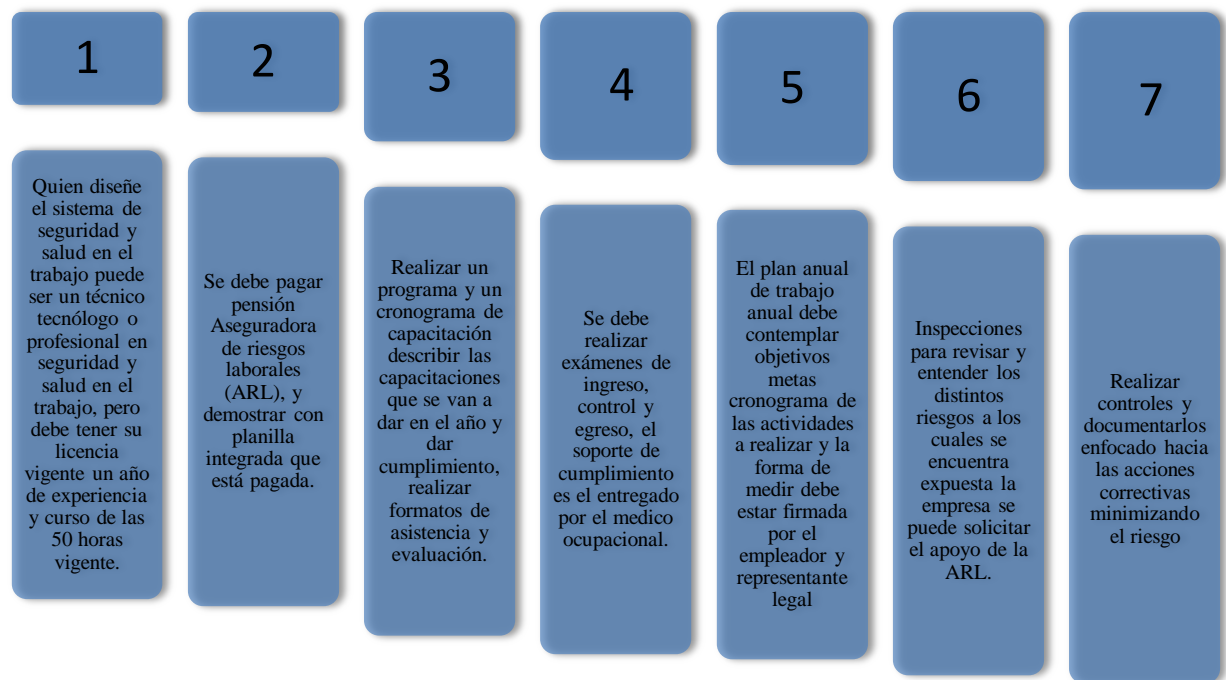 1
Quien diseñe
el sistema de
seguridad y
salud en el
trabajo puede
ser un técnico
tecnólogo o
profesional en
seguridad y
salud en el
trabajo, pero
debe tener su
licencia
vigente un año
de experiencia
y curso de las
50 horas
vigente.
2
Se debe pagar
pensión
Aseguradora
de riesgos
laborales
(ARL), y
demostrar con
planilla
integrada que
está pagada.
3
Realizar un
programa y un
cronograma de
capacitación
describir las
capacitaciones
que se van a
dar en el año y
dar
cumplimiento,
realizar
formatos de
asistencia y
evaluación.
4
Se debe
realizar
exámenes de
ingreso,
control y
egreso, el
soporte de
cumplimiento
es el entregado
por el medico
ocupacional.
5
El plan anual
de trabajo
anual debe
contemplar
objetivos
metas
cronograma de
las actividades
a realizar y la
forma de
medir debe
estar firmada
por el
empleador y
representante
legal
6
Inspecciones
para revisar y
entender los
distintos
riesgos a los
cuales se
encuentra
expuesta la
empresa se
puede solicitar
el apoyo de la
ARL.
7
Realizar
controles y
documentarlos
enfocado hacia
las acciones
correctivas
minimizando
el riesgo